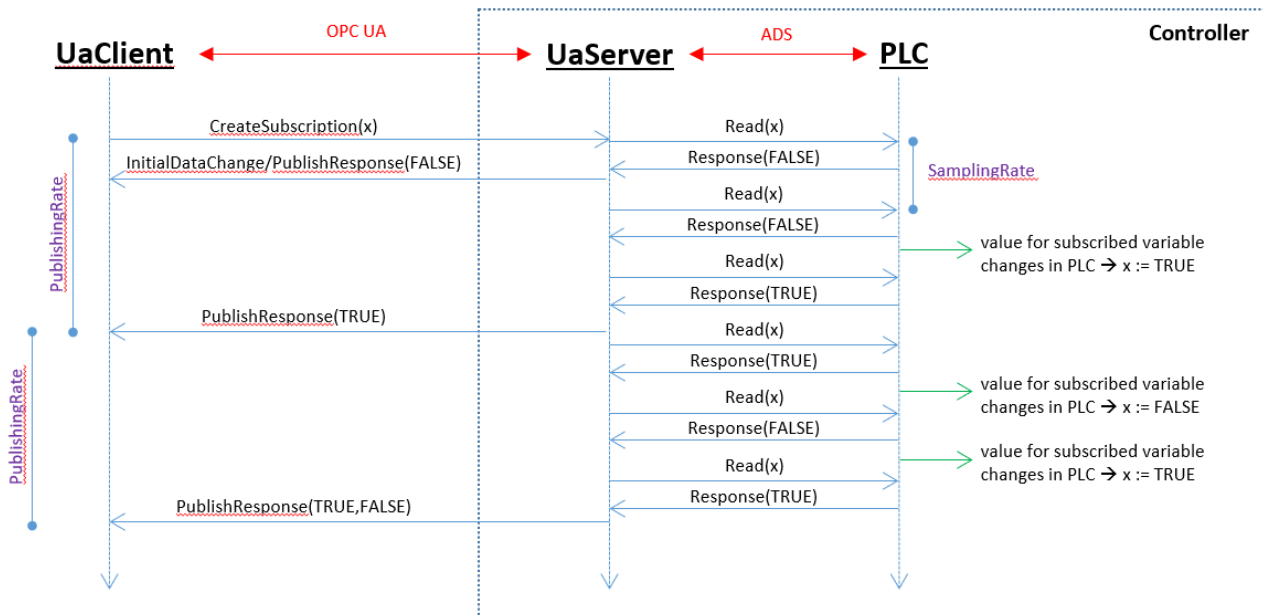 OPC UA
ADS
Controller
UaClient
UaServer
PLC
CreateSubscription(x)
Read(x)
InitialDataChange/PublishResponse(FALSE)
Response(FALSE)
SamplingRate
PublishingRate
Read(x)
Response(FALSE)
value for subscribed variable
changes in PLC → x := TRUE
Read(x)
Response(TRUE)
PublishResponse(TRUE)
Read(x)
Response(TRUE)
PublishingRate
value for subscribed variable
changes in PLC → x := FALSE
Read(x)
Response(FALSE)
value for subscribed variable
changes in PLC → x := TRUE
Read(x)
Response(TRUE)
PublishResponse(TRUE,FALSE)